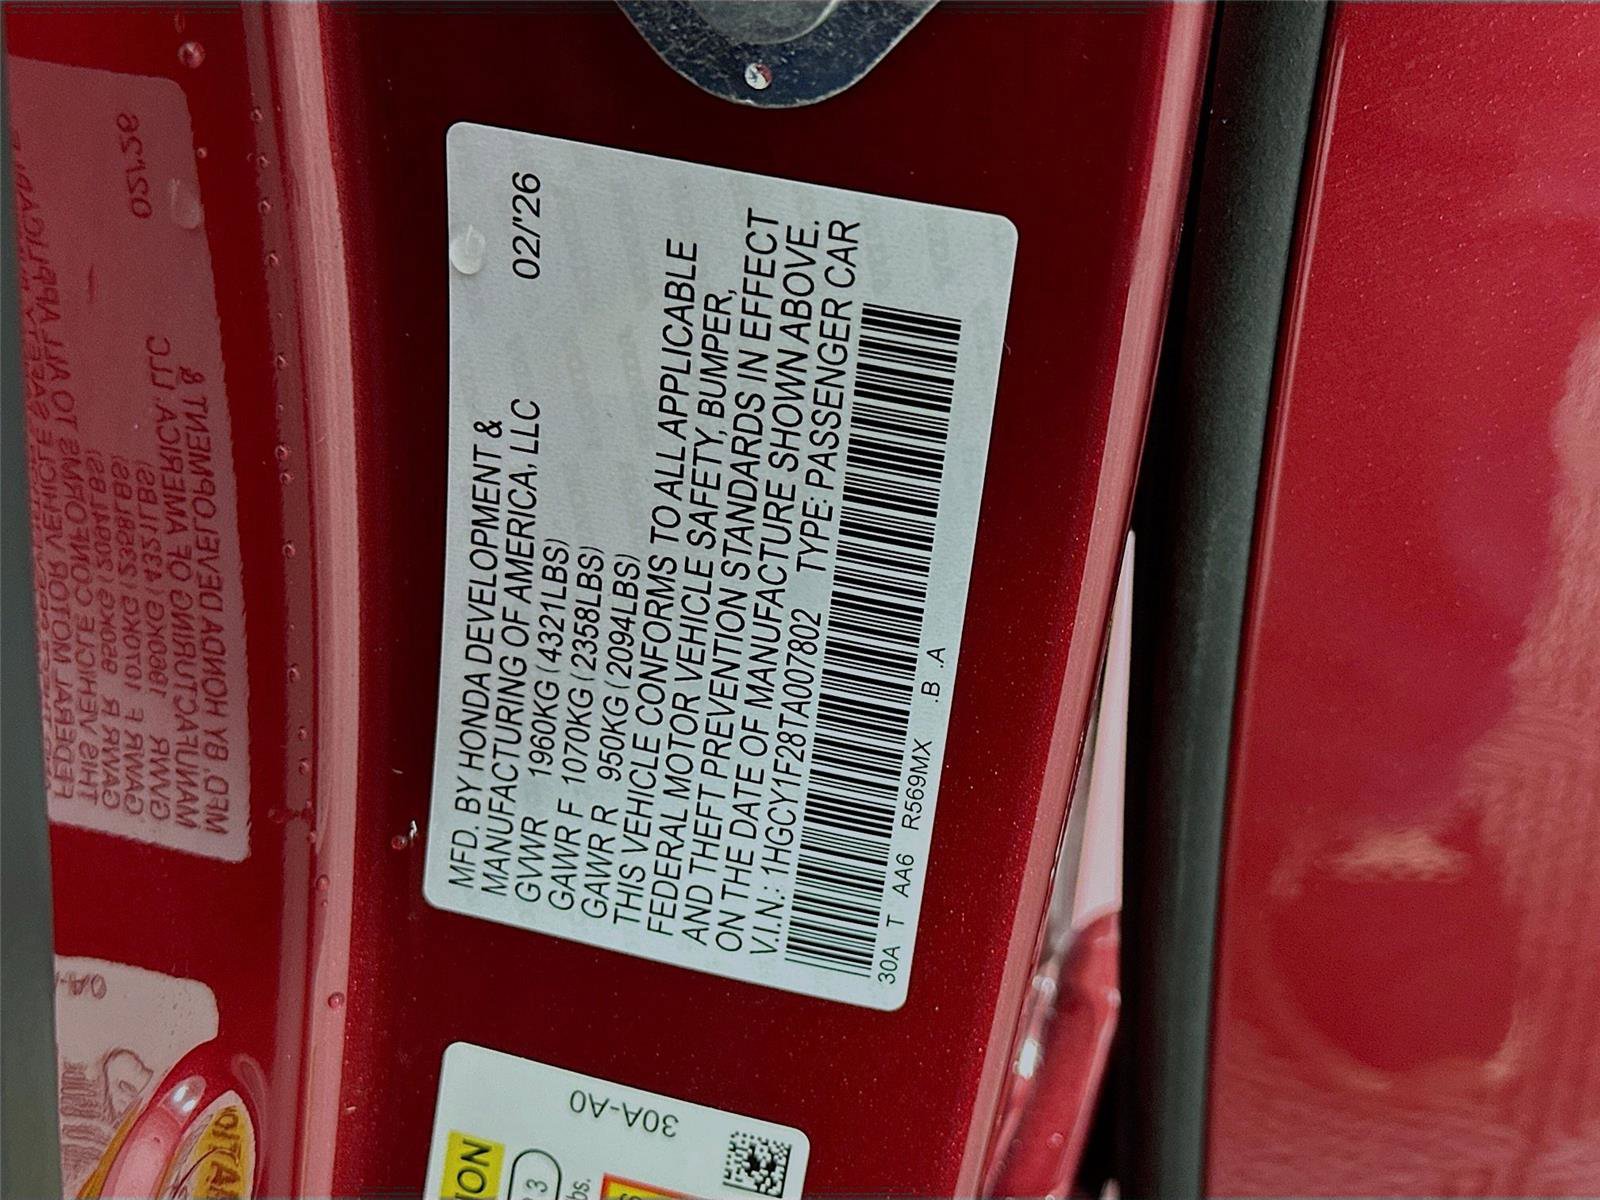 MFD. BY HONDA DEVELOPMENT &
MANUFACTURING OF AMERICA, LLC 02/'26
GVWR 1960KG (4321LBS)
GAWR F 1070KG (2358LBS)
GAWR R 950KG (2094LBS)
THIS VEHICLE CONFORMS TO ALL APPLICABLE
FEDERAL MOTOR VEHICLE SAFETY, BUMPER,
AND THEFT PREVENTION STANDARDS IN EFFECT
ON THE DATE OF MANUFACTURE SHOWN ABOVE.
V.I.N.: 1HGCY1F28TA007802 TYPE: PASSENGER CAR
30A T AA6 R569MX .B .A
30A-A0